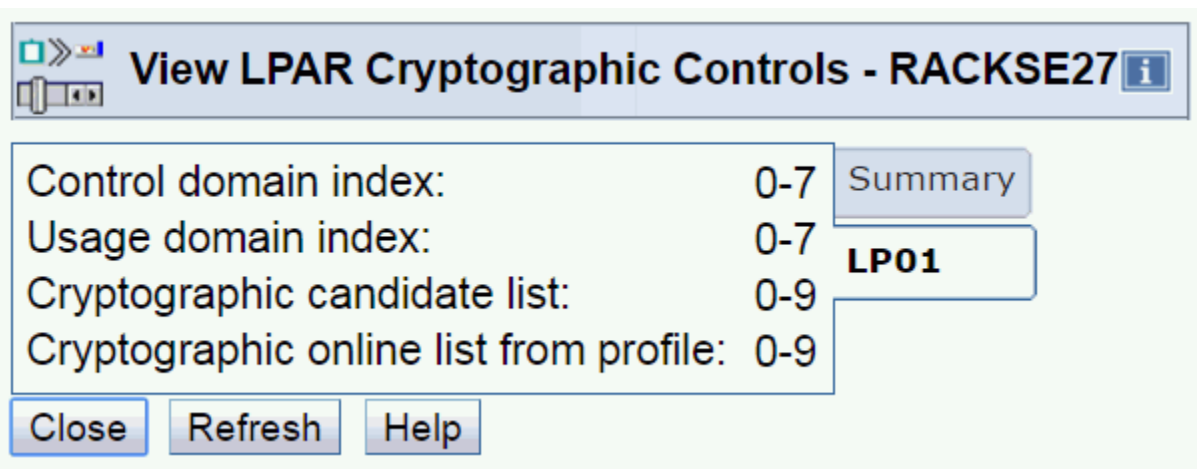 View LPAR Cryptographic Controls - RACKSE27 i
Control domain index: 0-7
Usage domain index: 0-7
Cryptographic candidate list: 0-9
Cryptographic online list from profile: 0-9
Summary
LP01
Close Refresh Help